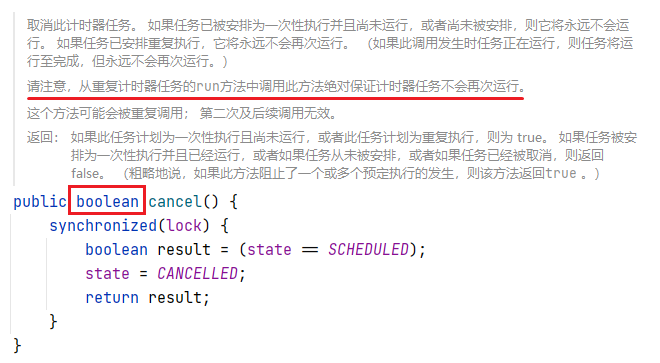 取消此计时器任务。 如果任务已被安排为一次性执行并且尚未运行，或者尚未被安排，则它将永远不会运
行。 如果任务已安排重复执行，它将永远不会再次运行。 （如果此调用发生时任务正在运行，则任务将运
行至完成，但永远不会再次运行。）
请注意，从重复计时器任务的run方法中调用此方法绝对保证计时器任务不会再次运行。
这个方法可能会被重复调用； 第二次及后续调用无效。
返回： 如果此任务计划为一次性执行且尚未运行，或者此任务计划为重复执行，则为 true。 如果任务被安
排为一次性执行并且已经运行，或者如果任务从未被安排，或者如果任务已经被取消，则返回
false。 （粗略地说，如果此方法阻止了一个或多个预定执行的发生，则该方法返回true 。）
public boolean cancel() {
synchronized(lock) {
boolean result = (state == SCHEDULED);
state = CANCELLED;
return result;
}
}